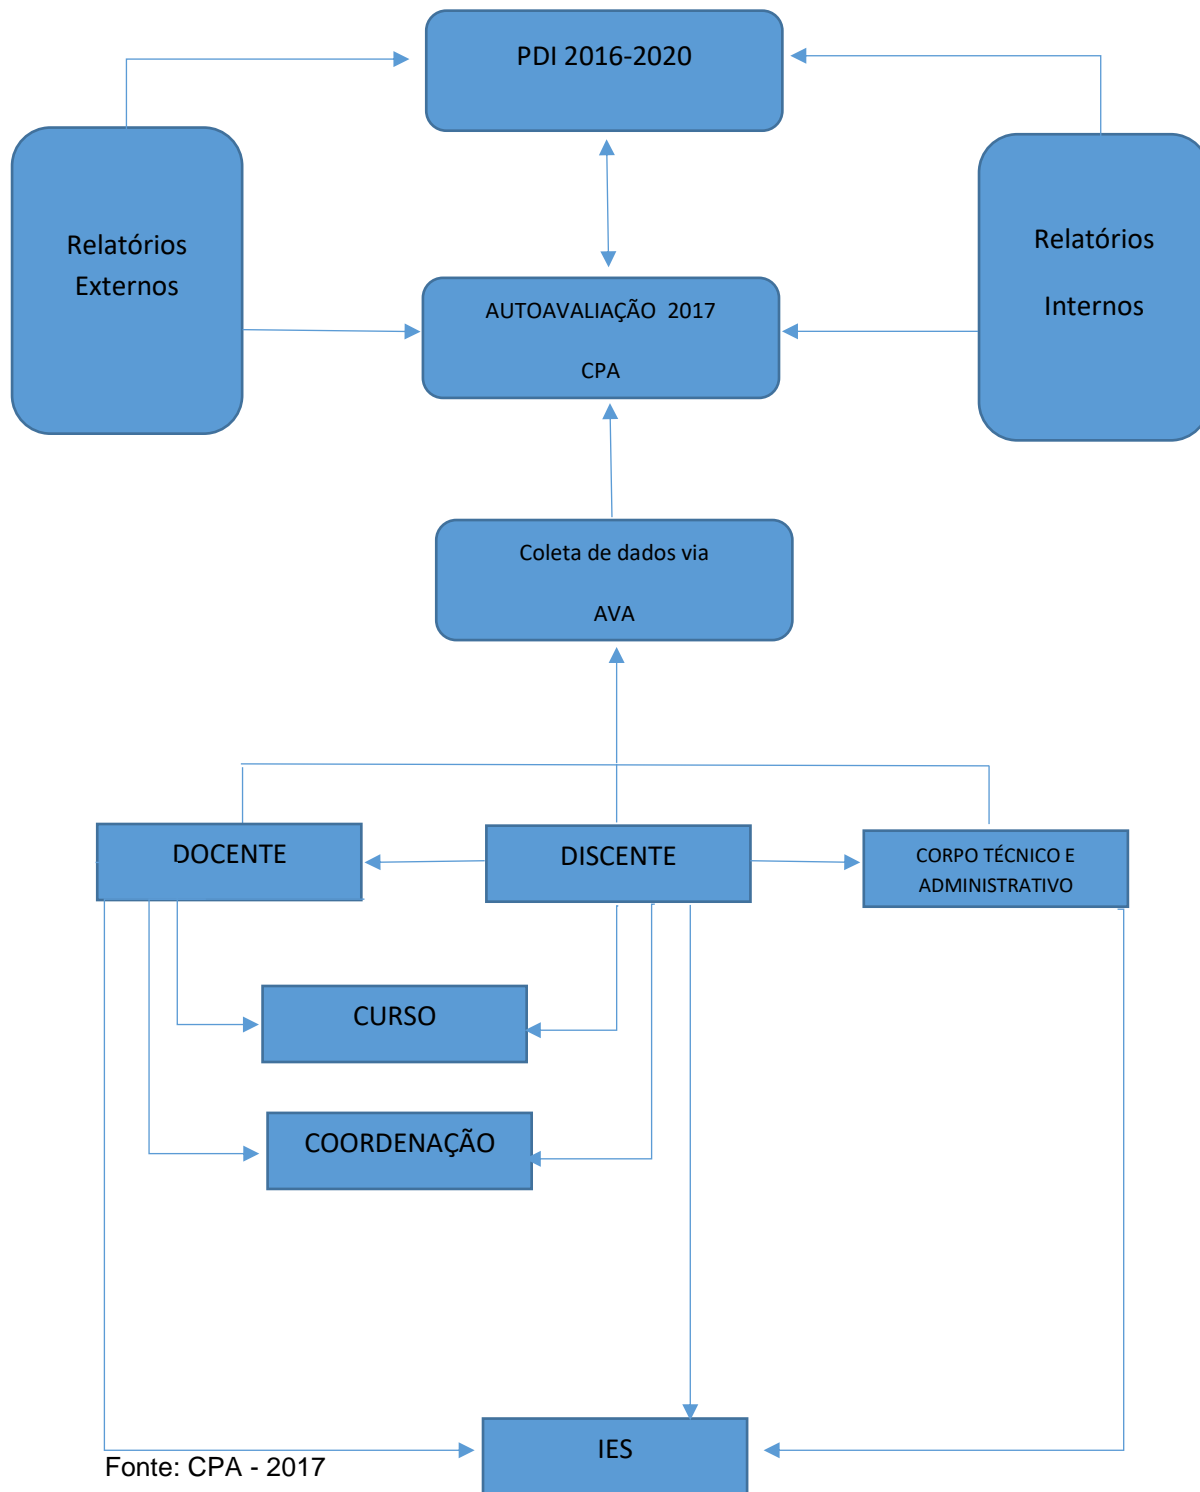 PDI 2016-2020
Relatórios
Externos
Relatórios
Internos
AUTOAVALIAÇÃO  2017
CPA
Coleta de dados via
AVA
DOCENTE
DISCENTE
CORPO TÉCNICO E
ADMINISTRATIVO
CURSO
COORDENAÇÃO
IES
Fonte: CPA - 2017